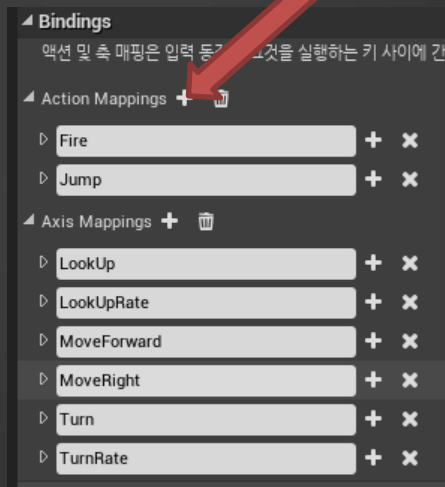 Bindings
액션 및 축 매핑은 입력 그것을 실행하는 키 사이에
Action Mappings
Fire
Jump
Axis Mappings
LookUp
LookUpRate
MoveForward
MoveRight
Turn
TurnRate